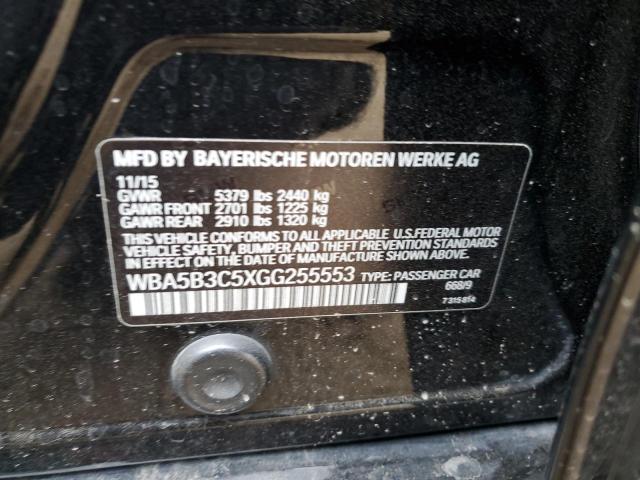 MFD BY BAYERISCHE MOTOREN WERKE AG
11/15
GVWR 5379 lbs 2440 kg
GAWR FRONT 2701 lbs 1225 kg
GAWR REAR 2910 lbs 1320 kg
THIS VEHICLE CONFORMS TO ALL APPLICABLE U.S.FEDERAL MOTOR
VEHICLE SAFETY, BUMPER AND THEFT PREVENTION STANDARDS
IN EFFECT ON THE DATE OF MANUFACTURE SHOWN ABOVE.
WBA5B3C5XGG255553 TYPE: PASSENGER CAR
668/9
7315814